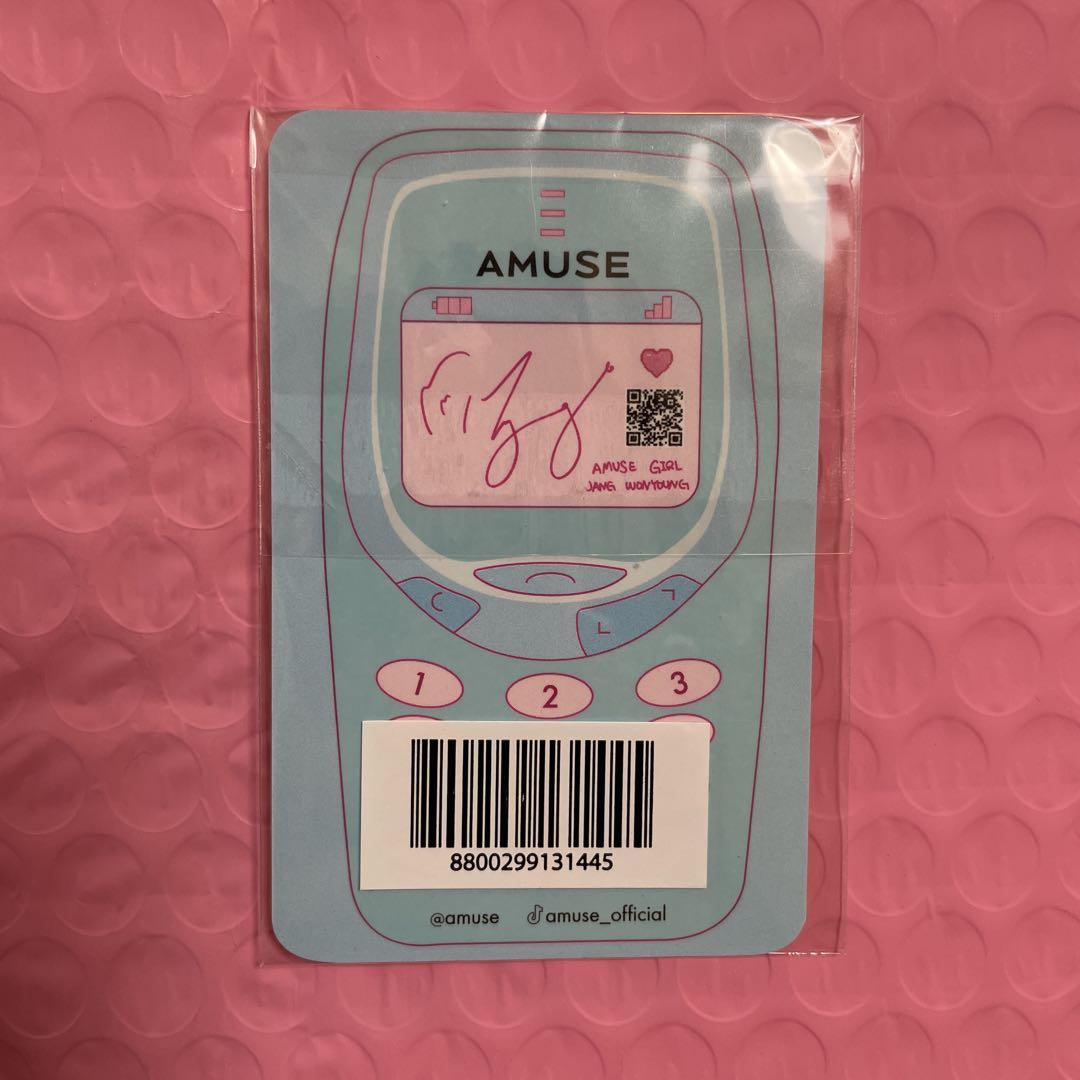 AMUSE
AMUSE GIRL
JANG WONYOUNG
C
1 2 3
8800299131445
@amuse amuse_official